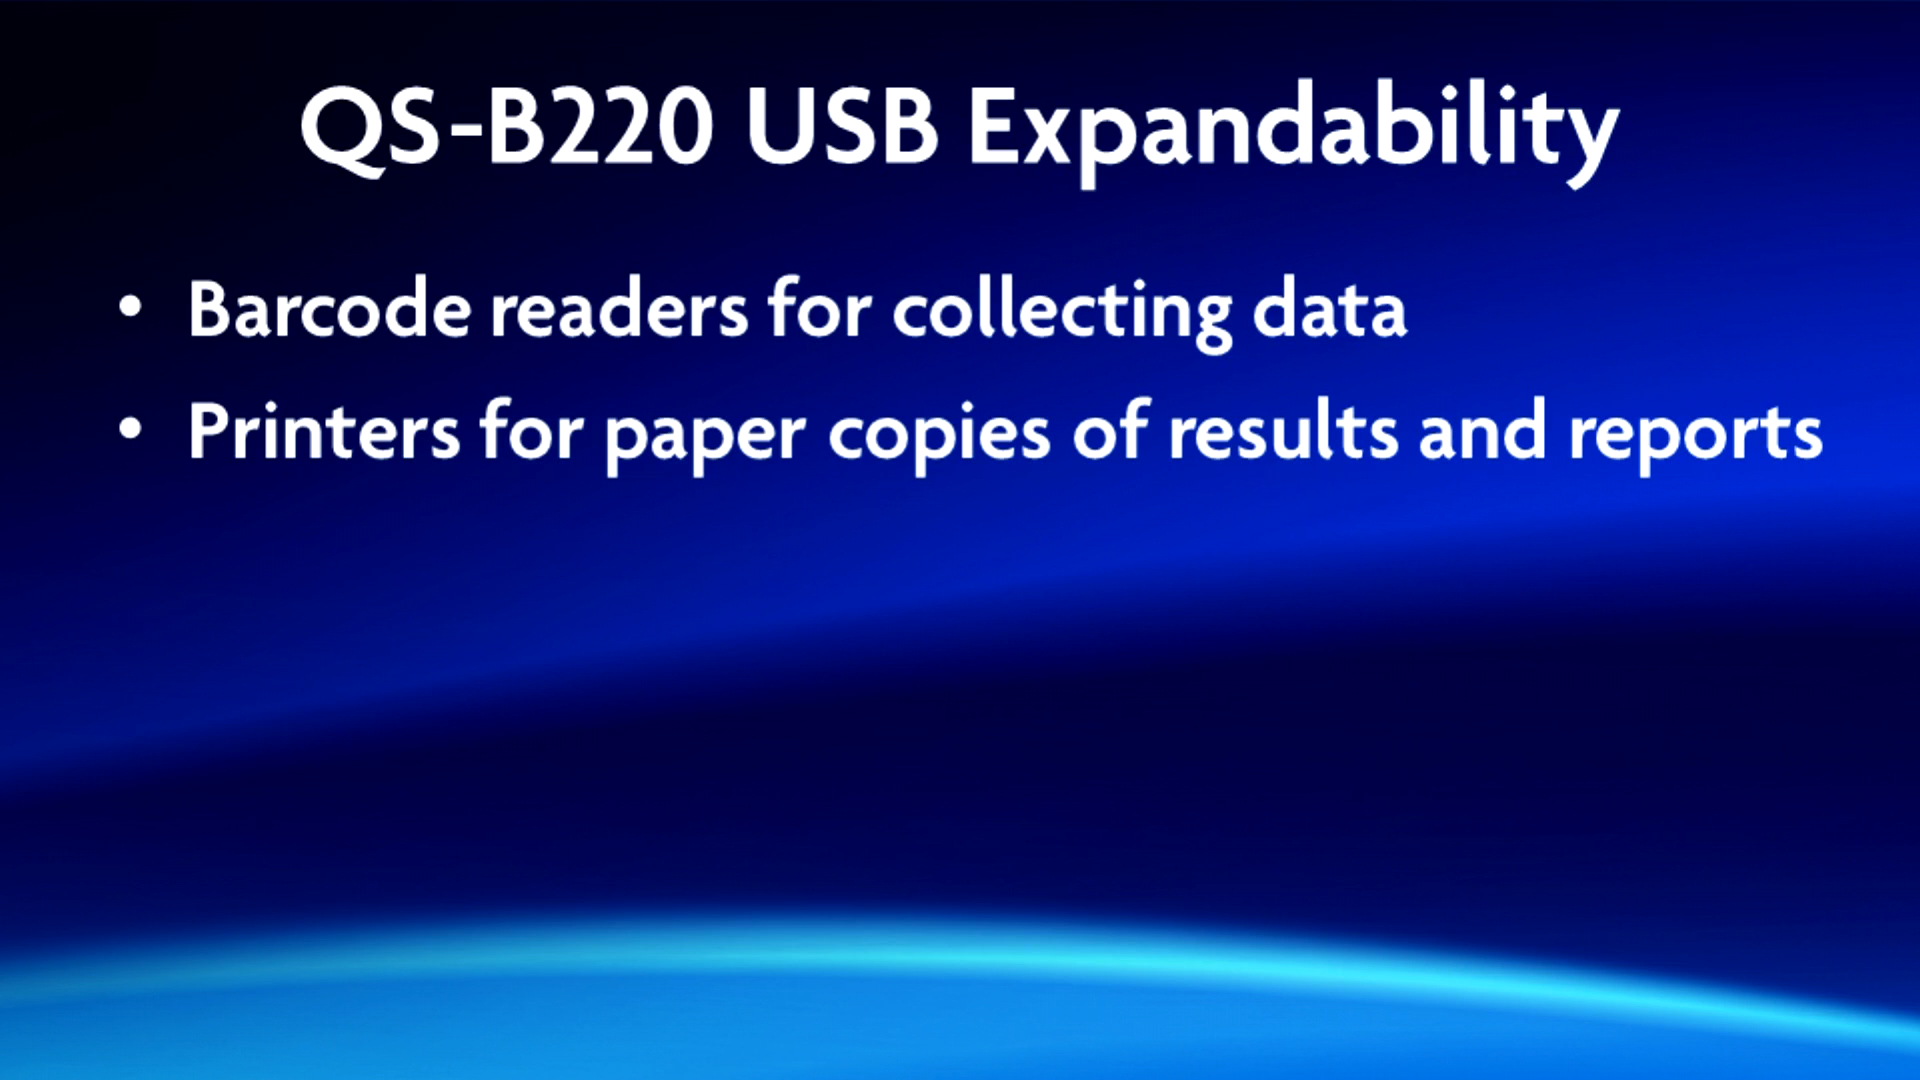 QS-B220 USB Expandability
• Barcode readers for collecting data
• Printers for paper copies of results and reports